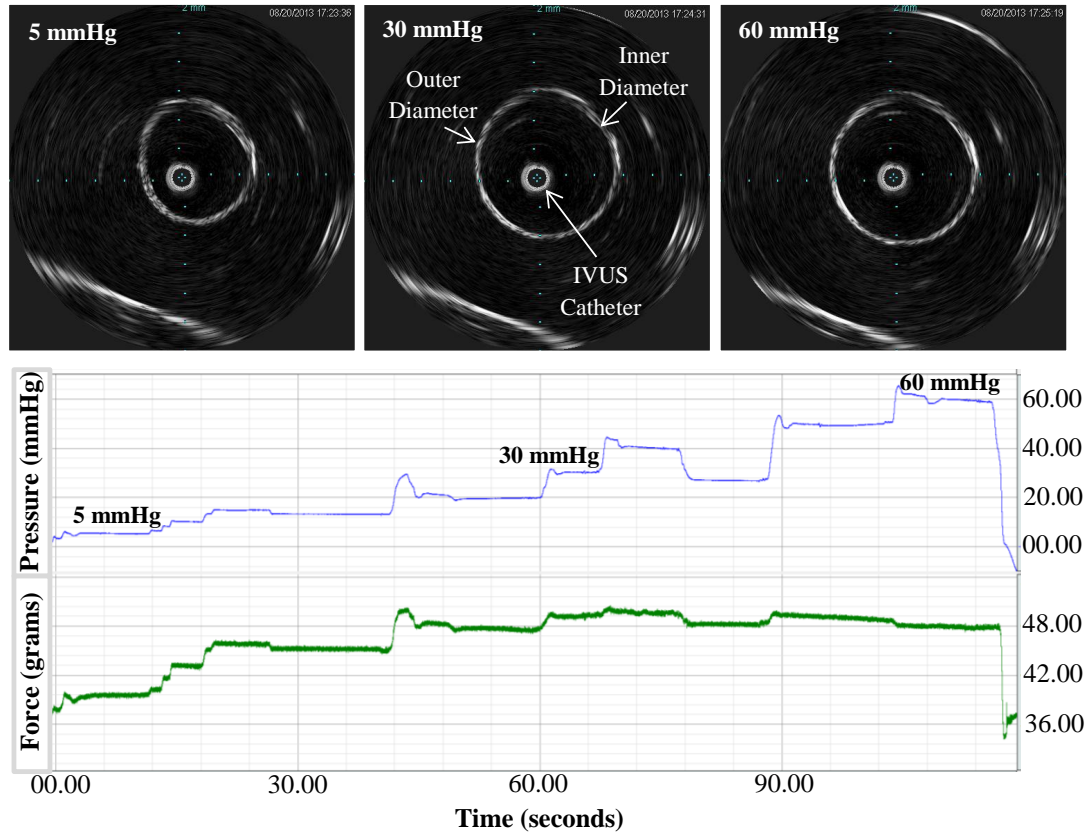 5 mmHg
2 mm
08/20/2013 17:23:36
30 mmHg
2 mm
08/20/2013 17:24:31
Outer
Diameter
Inner
Diameter
IVUS
Catheter
60 mmHg
2 mm
08/20/2013 17:25:19
Pressure (mmHg)
5 mmHg
30 mmHg
60 mmHg
60.00
40.00
20.00
00.00
Force (grams)
48.00
42.00
36.00
00.00
30.00
60.00
90.00
Time (seconds)